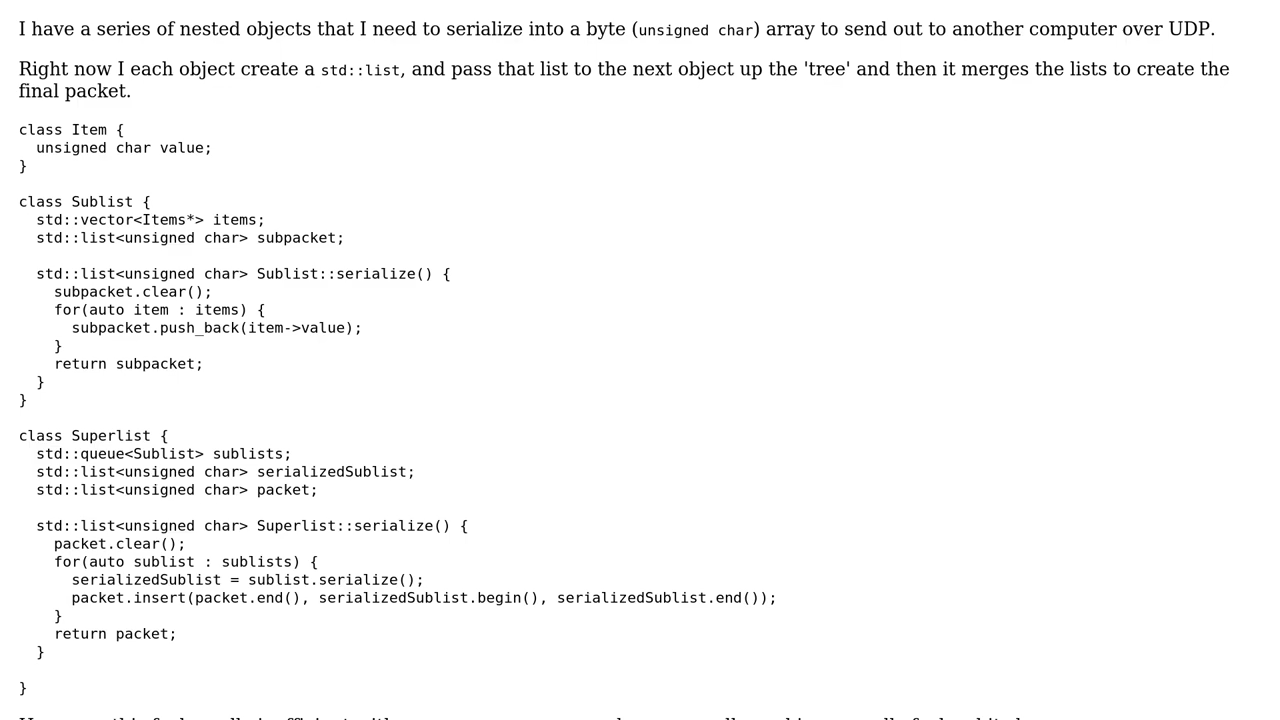 I have a series of nested objects that I need to serialize into a byte (unsigned char) array to send out to another computer over UDP.
Right now I each object create a std::list, and pass that list to the next object up the 'tree' and then it merges the lists to create the
final packet.
class Item {
  unsigned char value;
}
class Sublist {
  std::vector<Items*> items;
  std::list<unsigned char> subpacket;
  std::list<unsigned char> Sublist::serialize() {
    subpacket.clear();
    for(auto item : items) {
      subpacket.push_back(item->value);
    }
    return subpacket;
  }
}
class Superlist {
  std::queue<Sublist> sublists;
  std::list<unsigned char> serializedSublist;
  std::list<unsigned char> packet;
  std::list<unsigned char> Superlist::serialize() {
    packet.clear();
    for(auto sublist : sublists) {
      serializedSublist = sublist.serialize();
      packet.insert(packet.end(), serializedSublist.begin(), serializedSublist.end());
    }
    return packet;
  }
}